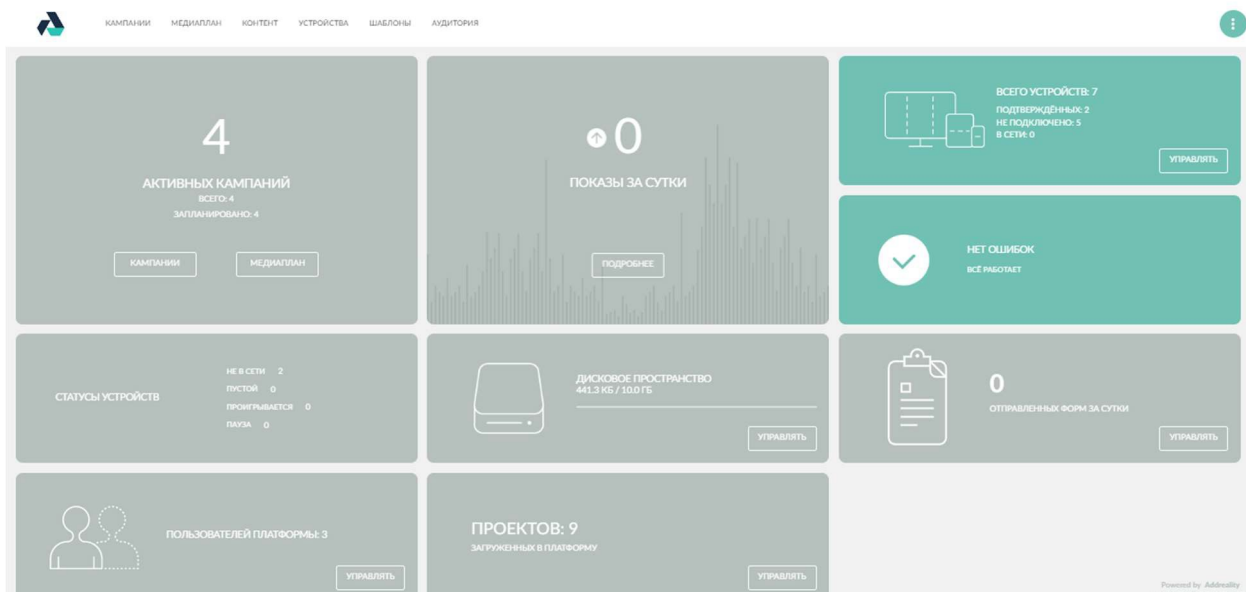 КАМПАНИИ МЕДИАПЛАН КОНТЕНТ УСТРОЙСТВА ШАБЛОНЫ АУДИТОРИЯ
4
АКТИВНЫХ КАМПАНИЙ
ВСЕГО: 4
ЗАПЛАНИРОВАНО: 4
КАМПАНИИ МЕДИАПЛАН
0
ПОКАЗЫ ЗА СУТКИ
ПОДРОБНЕЕ
ВСЕГО УСТРОЙСТВ: 7
ПОДТВЕРЖДЁННЫХ: 2
НЕ ПОДКЛЮЧЕНО: 5
В СЕТИ: 0
УПРАВЛЯТЬ
НЕТ ОШИБОК
ВСЁ РАБОТАЕТ
СТАТУСЫ УСТРОЙСТВ
НЕ В СЕТИ 2
ПУСТОЙ 0
ПРОИГРЫВАЕТСЯ 0
ПАУЗА 0
ДИСКОВОЕ ПРОСТРАНСТВО
441.3 КБ / 10.0 ГБ
УПРАВЛЯТЬ
0
ОТПРАВЛЕННЫХ ФОРМ ЗА СУТКИ
УПРАВЛЯТЬ
ПОЛЬЗОВАТЕЛЕЙ ПЛАТФОРМЫ: 3
УПРАВЛЯТЬ
ПРОЕКТОВ: 9
ЗАГРУЖЕННЫХ В ПЛАТФОРМУ
УПРАВЛЯТЬ
Powered by Addreality